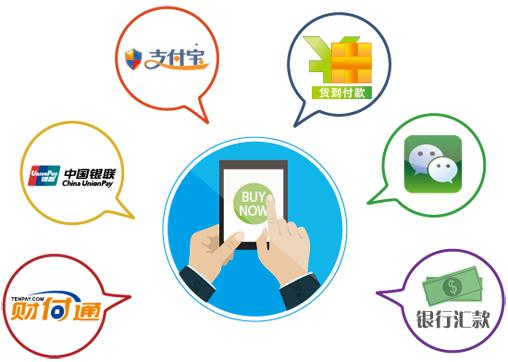 支付宝
货到付款
UnionPay
银联
中国银联
China UnionPay
BUY
NOW
TENPAY.COM
财付通
银行汇款